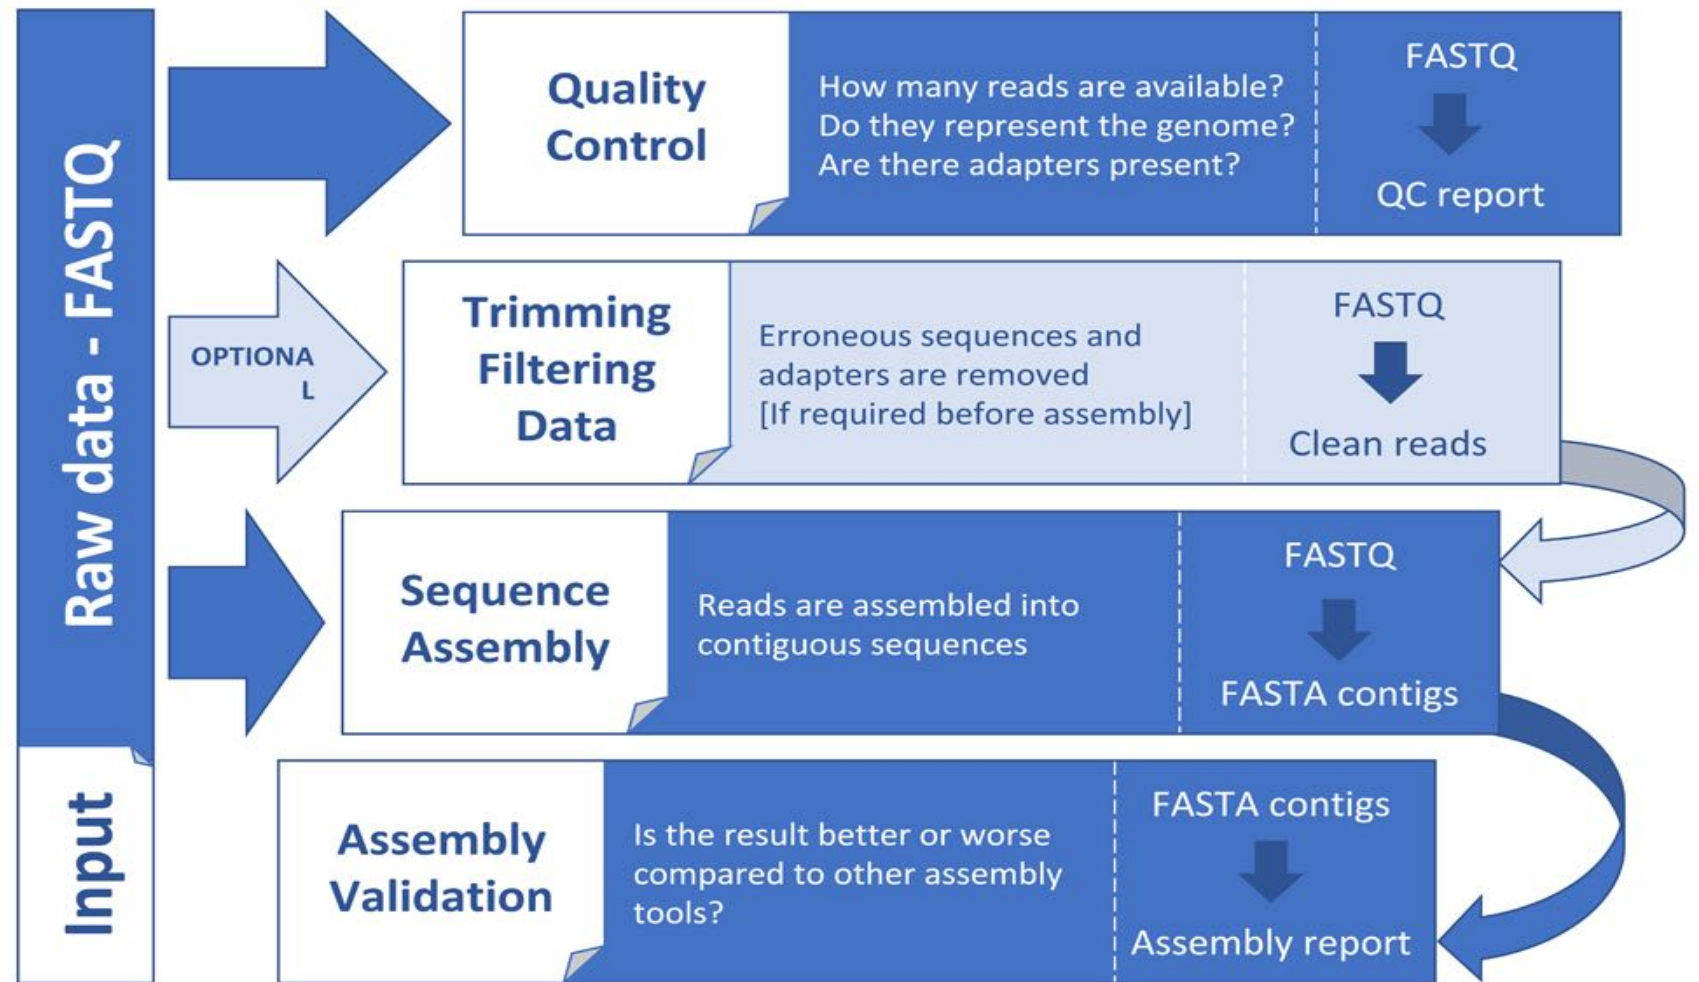 Raw data - FASTQ
Input
Quality
Control
How many reads are available?
Do they represent the genome?
Are there adapters present?
FASTQ
QC report
OPTIONA
L
Trimming
Filtering
Data
Erroneous sequences and
adapters are removed
[If required before assembly]
FASTQ
Clean reads
Sequence
Assembly
Reads are assembled into
contiguous sequences
FASTQ
FASTA contigs
Assembly
Validation
Is the result better or worse
compared to other assembly
tools?
FASTA contigs
Assembly report